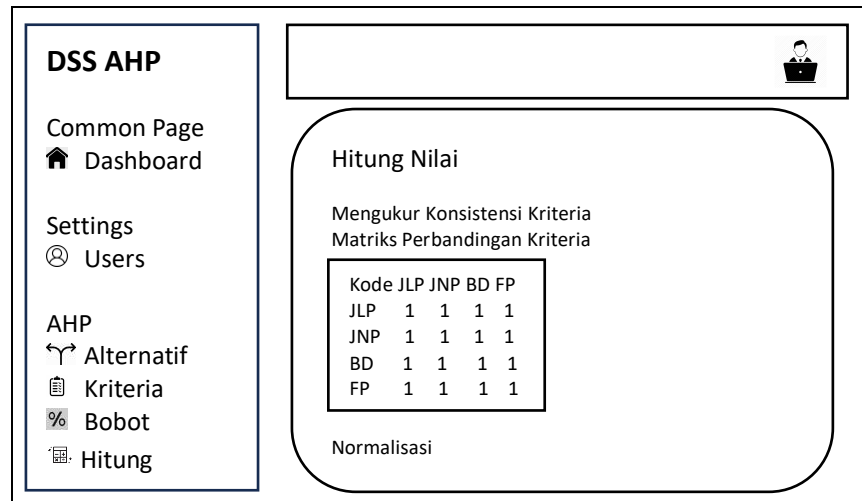 DSS AHP
Common Page
Dashboard
Settings
Users
AHP
Alternatif
Kriteria
% Bobot
Hitung
Hitung Nilai
Mengukur Konsistensi Kriteria
Matriks Perbandingan Kriteria
Kode JLP JNP BD FP
JLP 1 1 1 1
JNP 1 1 1 1
BD 1 1 1 1
FP 1 1 1 1
Normalisasi